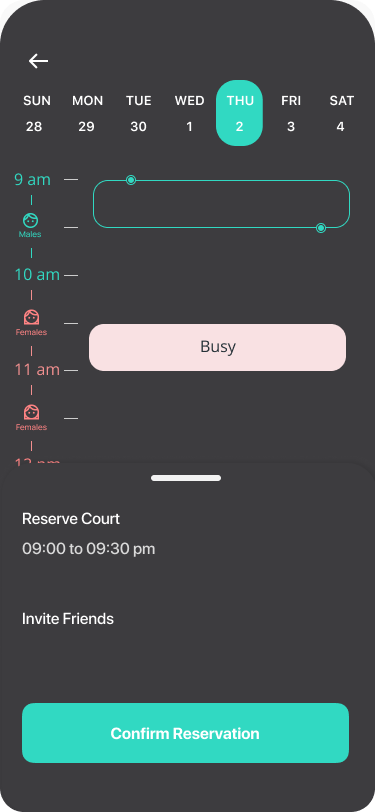 SUN MON TUE WED THU FRI SAT
28 29 30 1 2 3 4
9 am
Males
10 am
Females
Busy
11 am
Females
Reserve Court
09:00 to 09:30 pm
Invite Friends
Confirm Reservation